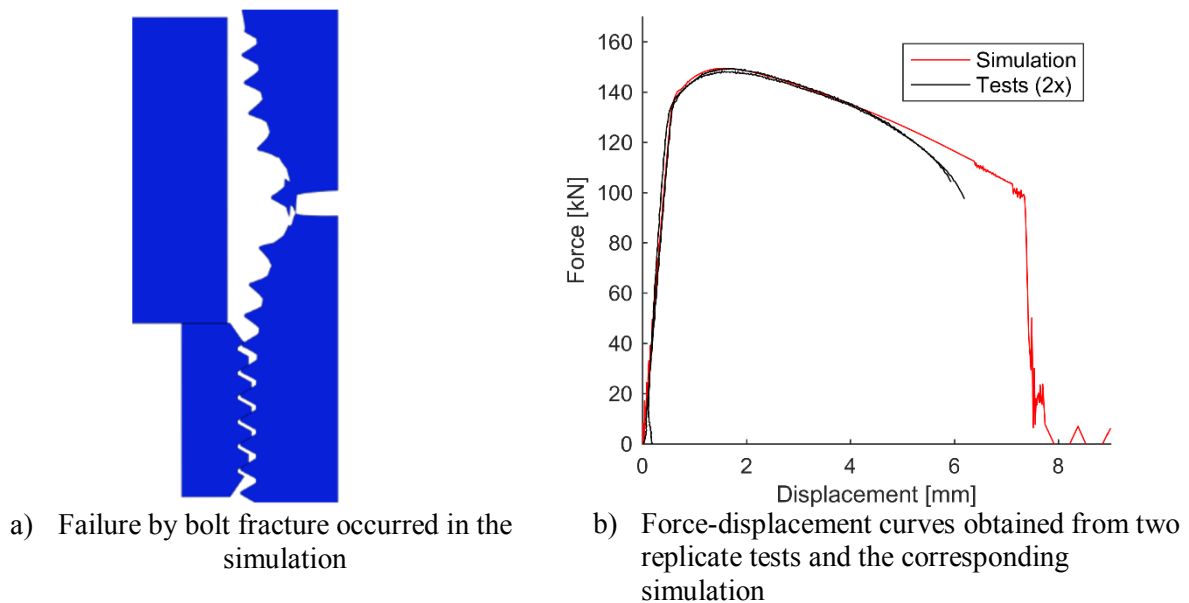 160
140
120
100
80
60
40
20
0
Force [kN]
Simulation
Tests (2x)
0 2 4 6 8
Displacement [mm]
a) Failure by bolt fracture occurred in the
simulation
b) Force-displacement curves obtained from two
replicate tests and the corresponding
simulation